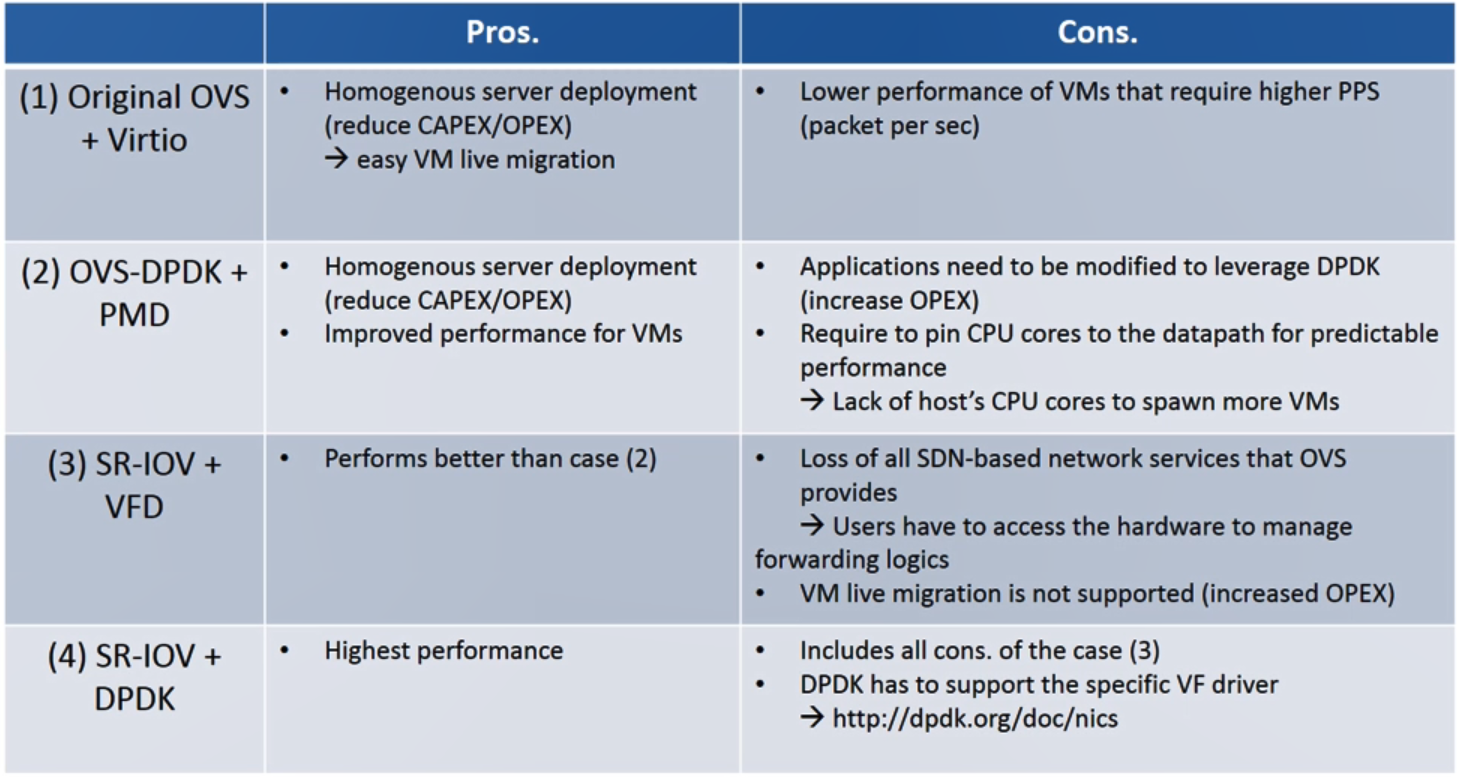 Pros.
Cons.
(1) Original OVS
+ Virtio
• Homogenous server deployment
(reduce CAPEX/OPEX)
→ easy VM live migration
• Lower performance of VMs that require higher PPS
(packet per sec)
(2) OVS-DPDK +
PMD
• Homogenous server deployment
(reduce CAPEX/OPEX)
• Improved performance for VMs
• Applications need to be modified to leverage DPDK
(increase OPEX)
• Require to pin CPU cores to the datapath for predictable
performance
→ Lack of host's CPU cores to spawn more VMs
(3) SR-IOV +
VFD
• Performs better than case (2)
• Loss of all SDN-based network services that OVS
provides
→ Users have to access the hardware to manage
forwarding logics
• VM live migration is not supported (increased OPEX)
(4) SR-IOV +
DPDK
• Highest performance
• Includes all cons. of the case (3)
• DPDK has to support the specific VF driver
→ http://dpdk.org/doc/nics